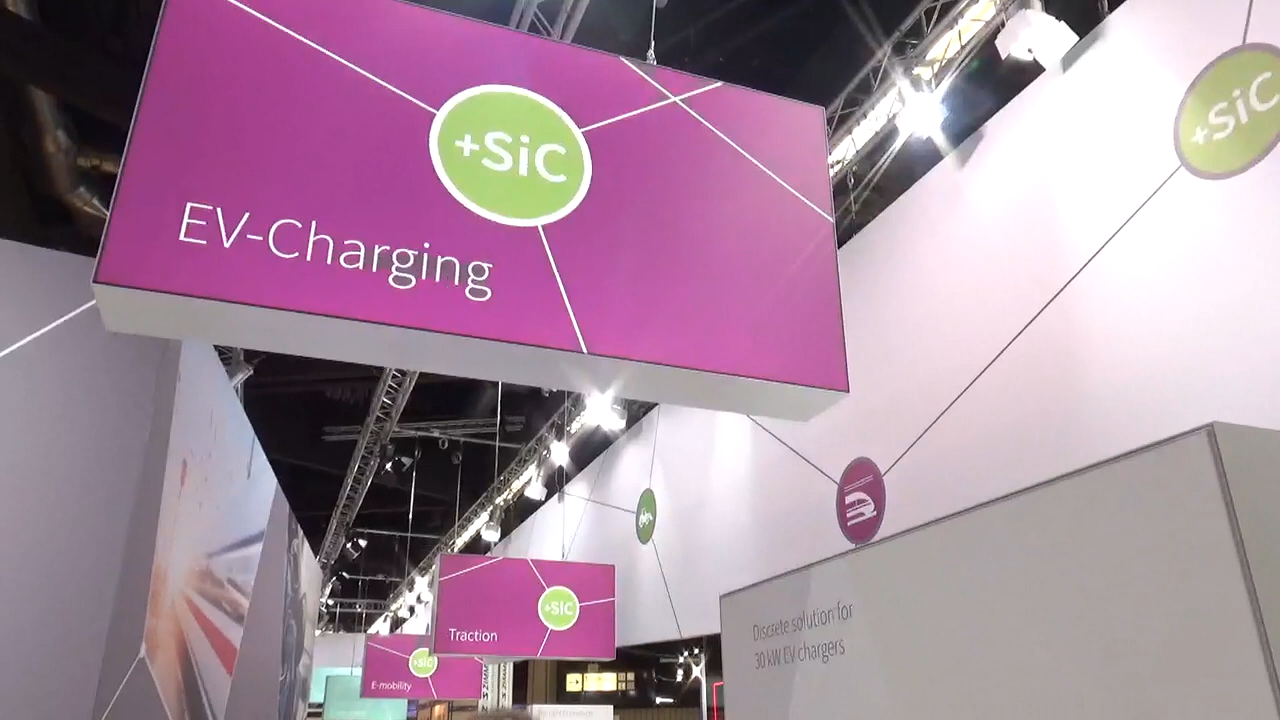 +SiC
EV-Charging
+SiC
+SiC
Traction
+SiC
E-mobility
Discrete solution for
30 kW EV chargers